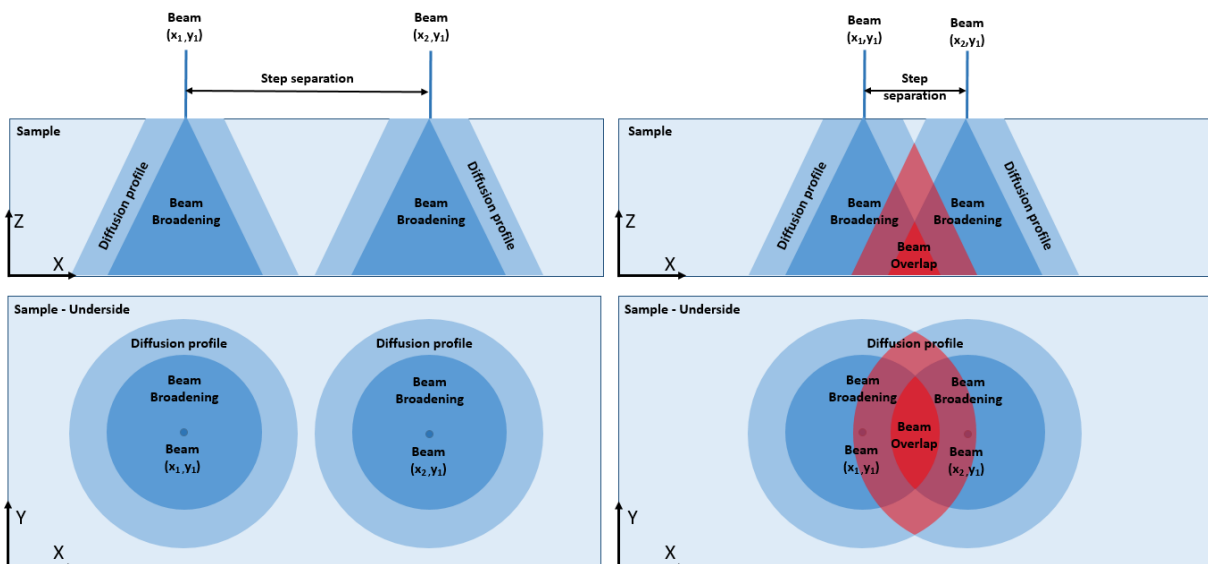 Beam
(x₁,y₁)
Beam
(x₂,y₁)
Step separation
Sample
Diffusion profile
Beam
Broadening
Beam
Broadening
Diffusion profile
Z
X
Sample - Underside
Diffusion profile
Beam
Broadening
Beam
(x₁,y₁)
Diffusion profile
Beam
Broadening
Beam
(x₂,y₁)
Y
X
Beam
(x₁,y₁)
Beam
(x₂,y₁)
Step
separation
Sample
Diffusion profile
Beam
Broadening
Beam
Broadening
Diffusion profile
Beam
Overlap
Z
X
Sample - Underside
Diffusion profile
Beam
Broadening
Beam
Broadening
Beam
Overlap
Beam
(x₁,y₁)
Beam
(x₂,y₁)
Y
X